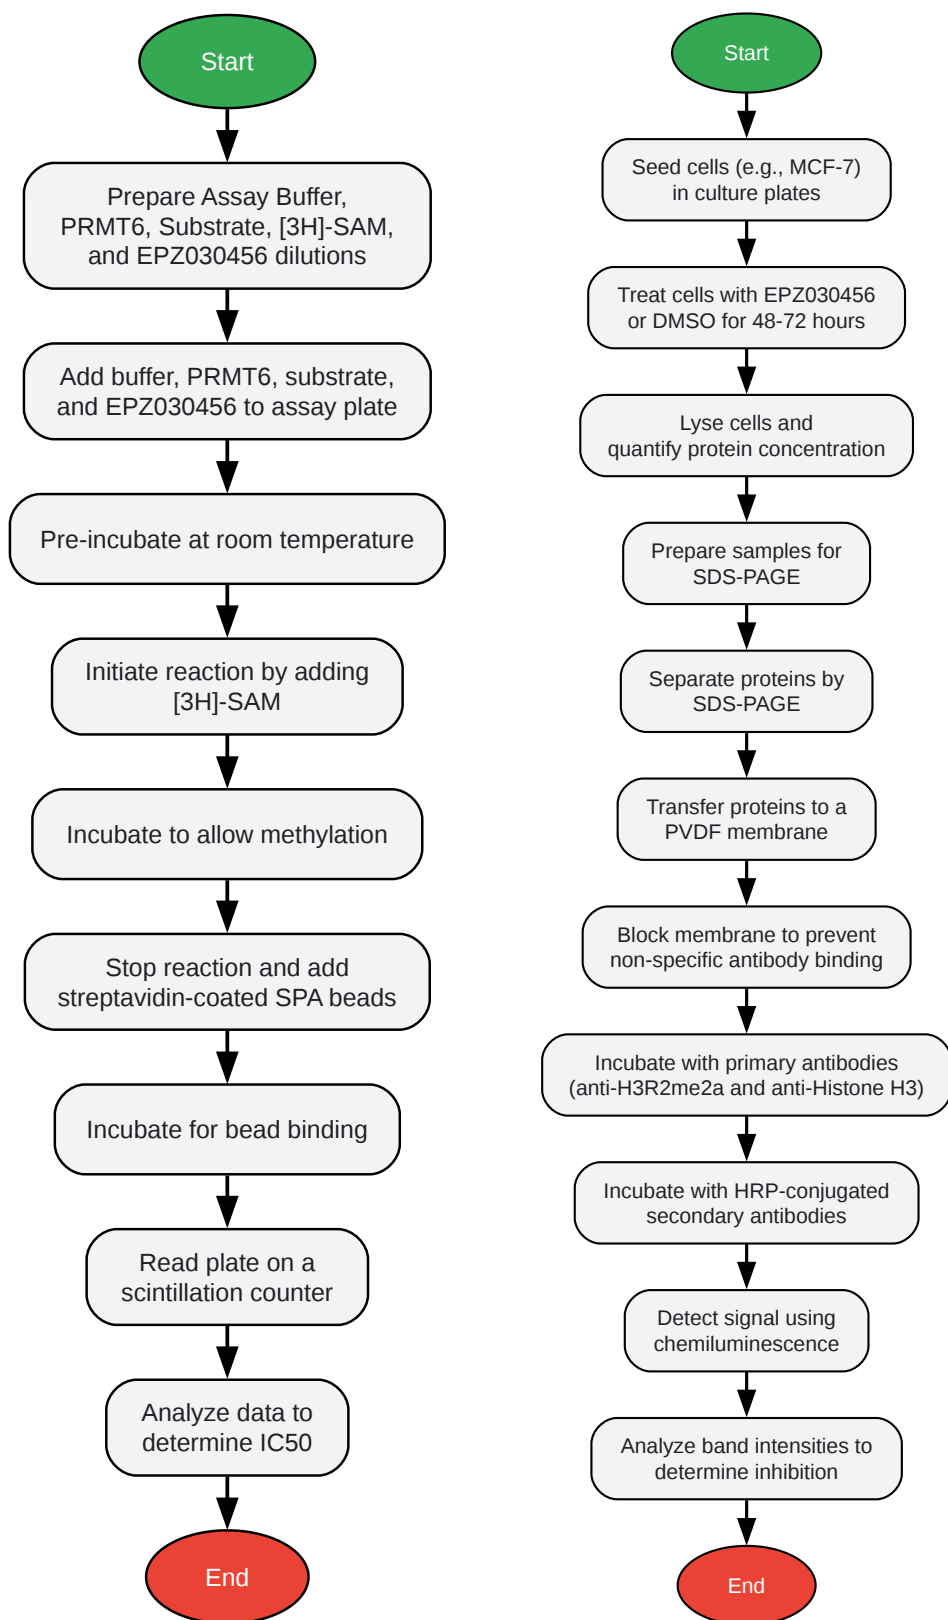 Start
Prepare Assay Buffer,
PRMT6, Substrate, [3H]-SAM,
and EPZ030456 dilutions
Add buffer, PRMT6, substrate,
and EPZ030456 to assay plate
Pre-incubate at room temperature
Initiate reaction by adding
[3H]-SAM
Incubate to allow methylation
Stop reaction and add
streptavidin-coated SPA beads
Incubate for bead binding
Read plate on a
scintillation counter
Analyze data to
determine IC50
End
Start
Seed cells (e.g., MCF-7)
in culture plates
Treat cells with EPZ030456
or DMSO for 48-72 hours
Lyse cells and
quantify protein concentration
Prepare samples for
SDS-PAGE
Separate proteins by
SDS-PAGE
Transfer proteins to a
PVDF membrane
Block membrane to prevent
non-specific antibody binding
Incubate with primary antibodies
(anti-H3R2me2a and anti-Histone H3)
Incubate with HRP-conjugated
secondary antibodies
Detect signal using
chemiluminescence
Analyze band intensities to
determine inhibition
End